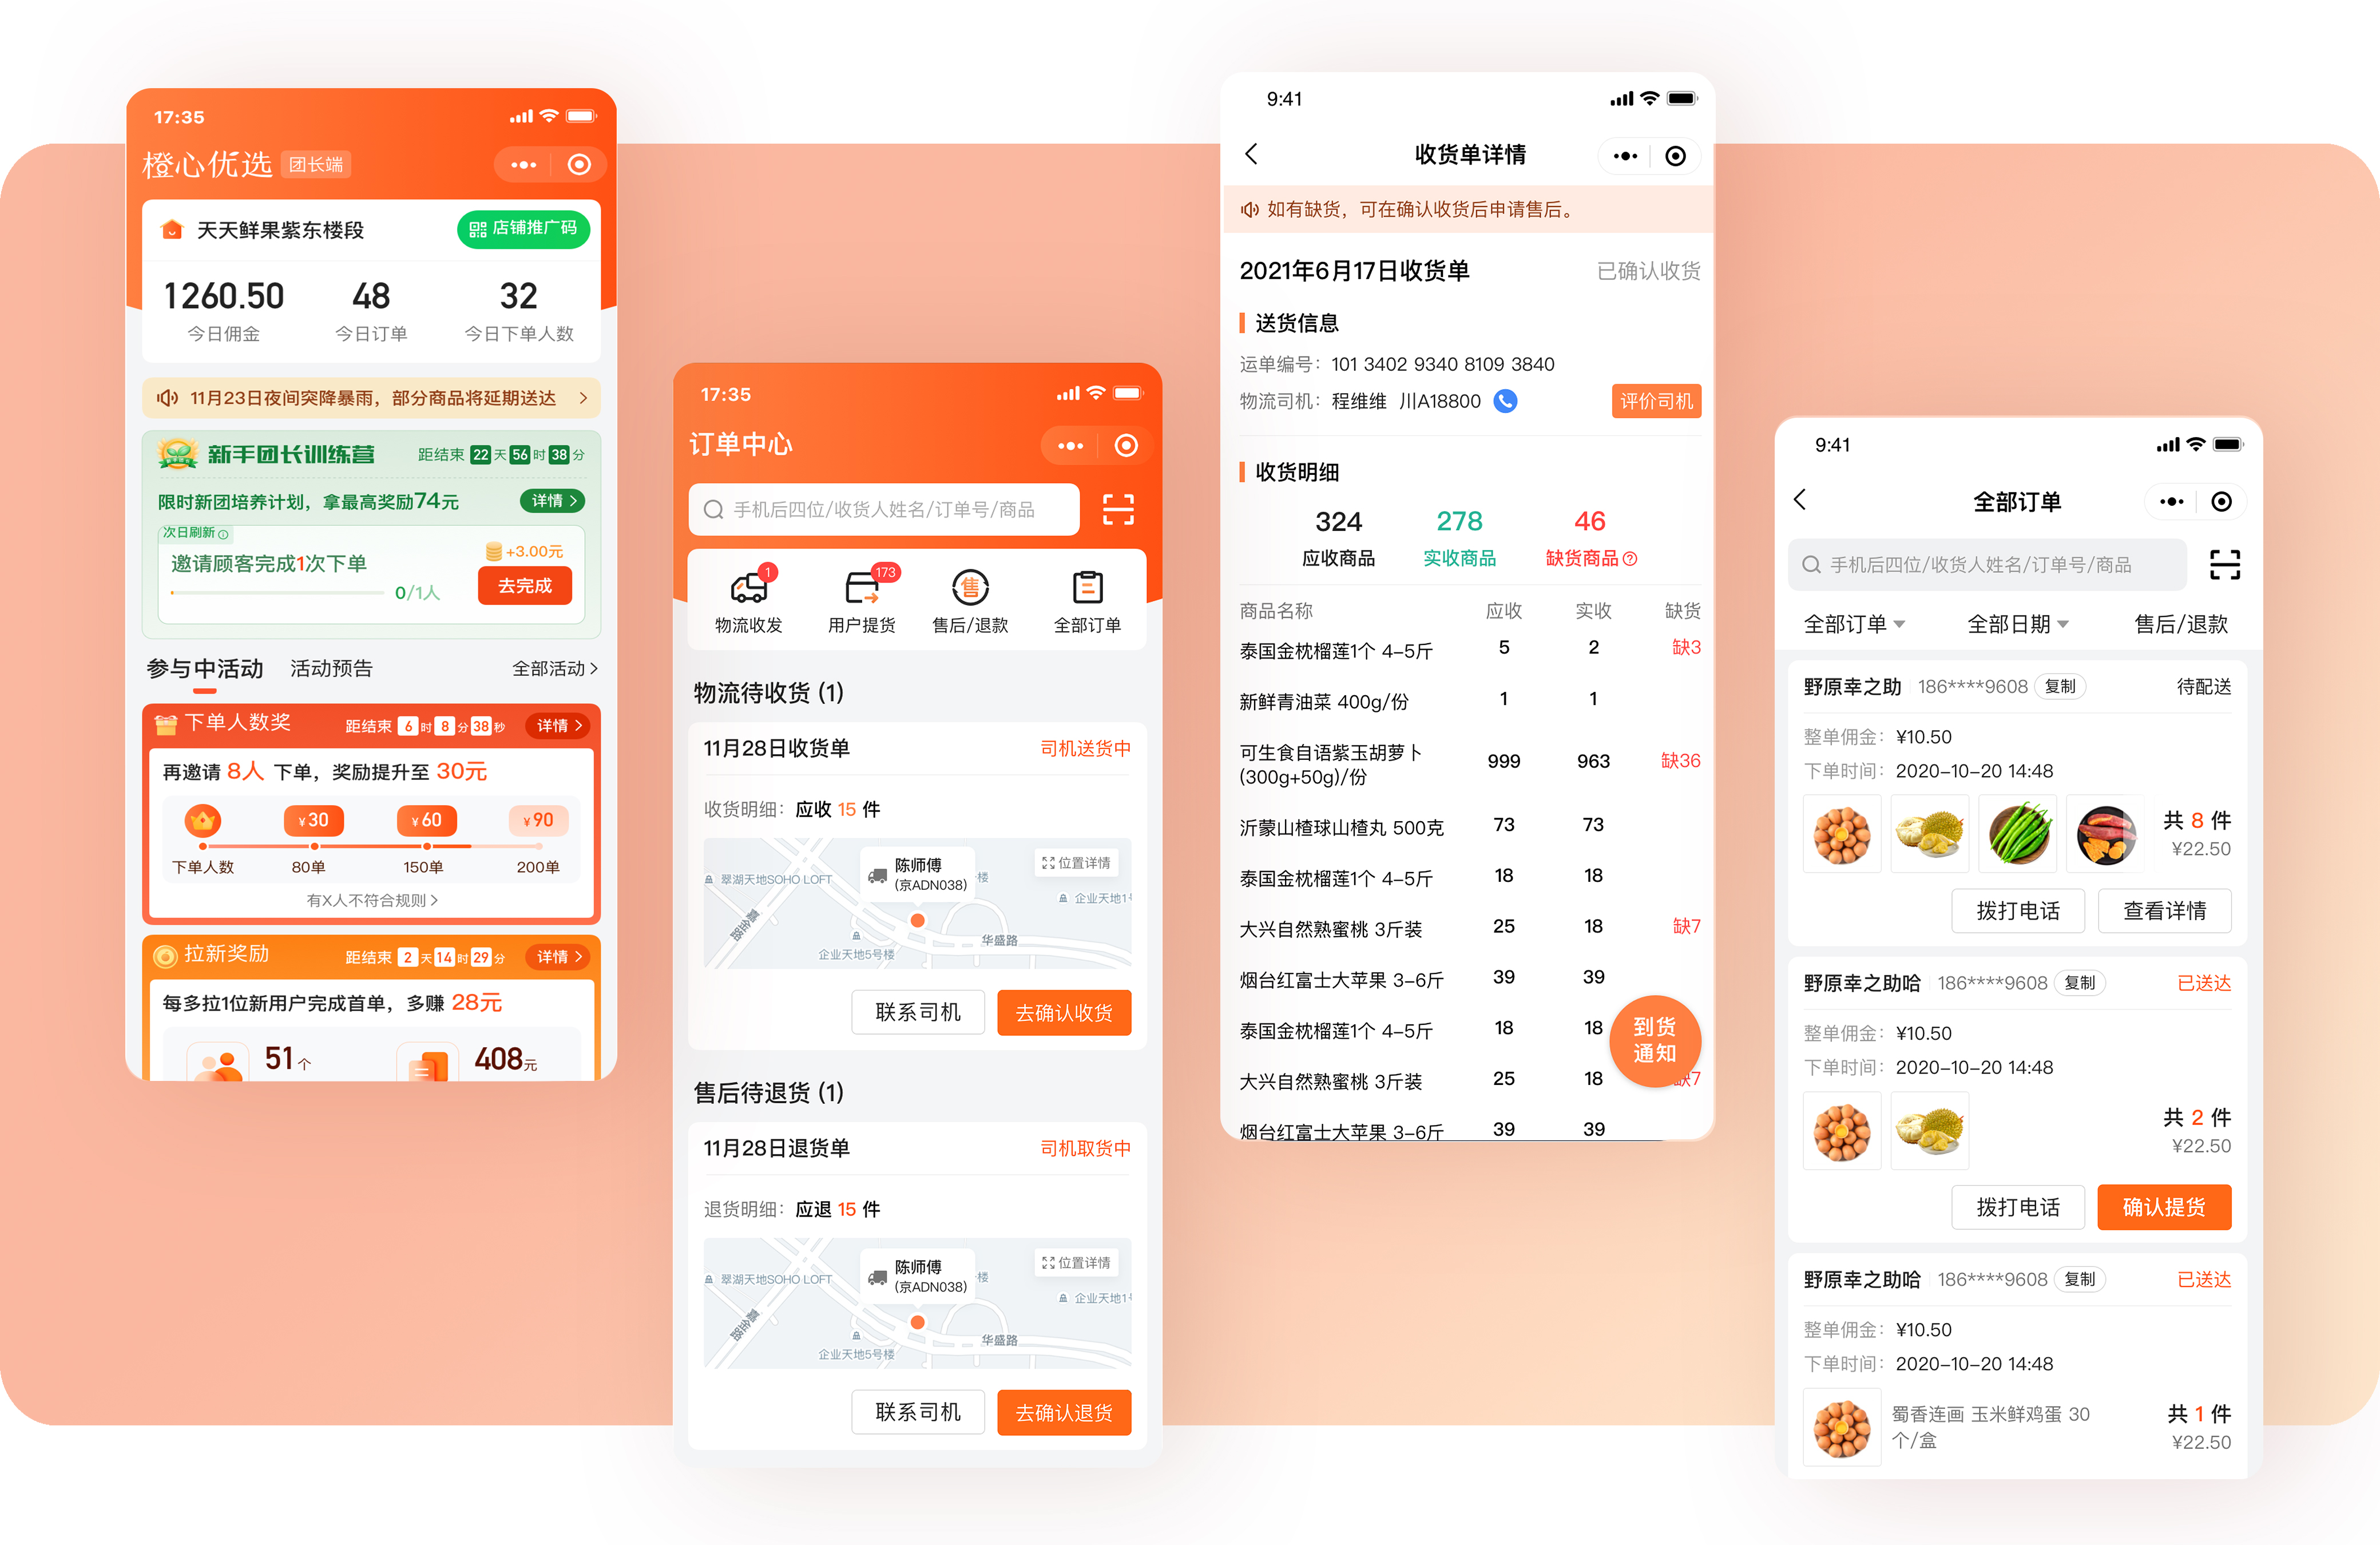 17:35
橙心优选 团长端
天天鲜果紫东楼段 店铺推广码
1260.50 48 32
今日佣金 今日订单 今日下单人数
11月23日夜间突降暴雨，部分商品将延期送达
新手团长训练营 距结束 22 天 56 时 38 分
限时新团培养计划，拿最高奖励74元 详情
次日刷新
邀请顾客完成1次下单 +3.00元
0/1人 去完成
参与中活动 活动预告 全部活动
下单人数奖 距结束 6 时 8 分 38 秒 详情
再邀请 8人 下单，奖励提升至 30元
¥30 ¥60 ¥90
下单人数 80单 150单 200单
有X人不符合规则
拉新奖励 距结束 2 天 14 时 29 分 详情
每多拉1位新用户完成首单，多赚 28元
51个 408元
17:35
订单中心
手机后四位/收货人姓名/订单号/商品
1 173 售
物流收发 用户提货 售后/退款 全部订单
物流待收货 (1)
11月28日收货单 司机送货中
收货明细： 应收 15 件
陈师傅 位置详情
翠湖天地SOHO LOFT (京ADN038) 楼
企业天地1号
嘉金路
华盛路
企业天地5号楼
联系司机 去确认收货
售后待退货 (1)
11月28日退货单 司机取货中
退货明细： 应退 15 件
陈师傅 位置详情
翠湖天地SOHO LOFT (京ADN038) 楼
企业天地1号
嘉金路
华盛路
企业天地5号楼
联系司机 去确认退货
9:41
收货单详情
如有缺货，可在确认收货后申请售后。
2021年6月17日收货单 已确认收货
送货信息
运单编号： 101 3402 9340 8109 3840
物流司机： 程维维 川A18800 评价司机
收货明细
324 278 46
应收商品 实收商品 缺货商品
商品名称 应收 实收 缺货
泰国金枕榴莲1个 4-5斤 5 2 缺3
新鲜青油菜 400g/份 1 1
可生食自语紫玉胡萝卜
(300g+50g)/份 999 963 缺36
沂蒙山楂球山楂丸 500克 73 73
泰国金枕榴莲1个 4-5斤 18 18
大兴自然熟蜜桃 3斤装 25 18 缺7
烟台红富士大苹果 3-6斤 39 39
泰国金枕榴莲1个 4-5斤 18 18
到货
通知
大兴自然熟蜜桃 3斤装 25 18 缺7
烟台红富士大苹果 3-6斤 39 39
9:41
全部订单
手机后四位/收货人姓名/订单号/商品
全部订单 全部日期 售后/退款
野原幸之助 186****9608 复制 待配送
整单佣金： ¥10.50
下单时间： 2020-10-20 14:48
共 8 件
¥22.50
拨打电话 查看详情
野原幸之助哈 186****9608 复制 已送达
整单佣金： ¥10.50
下单时间： 2020-10-20 14:48
共 2 件
¥22.50
拨打电话 确认提货
野原幸之助哈 186****9608 复制 已送达
整单佣金： ¥10.50
下单时间： 2020-10-20 14:48
蜀香连画 玉米鲜鸡蛋 30 共 1 件
个/盒 ¥22.50